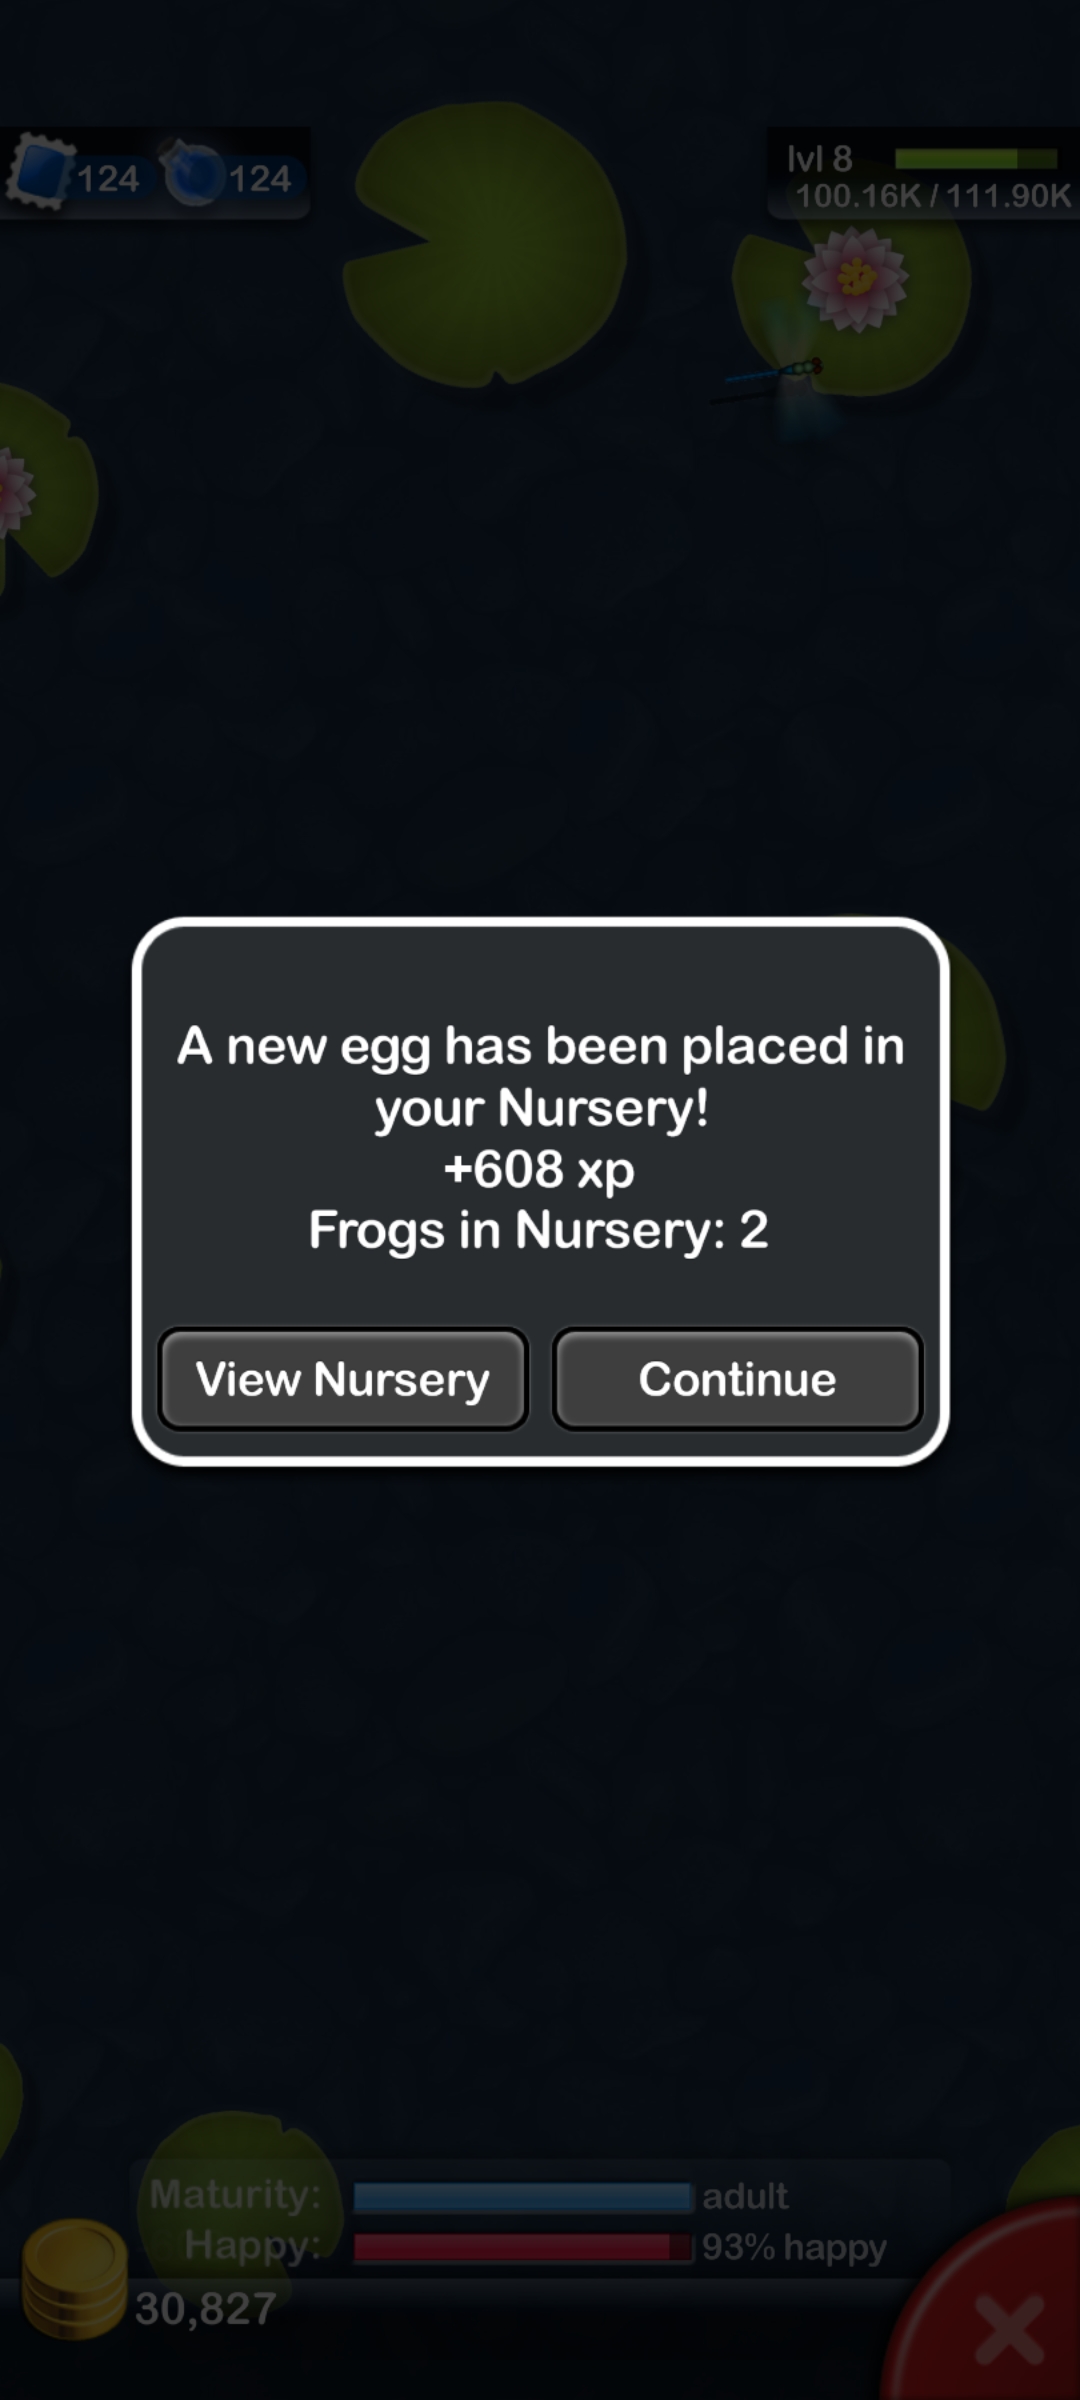 124 124
lvl 8
100.16K / 111.90K
A new egg has been placed in
your Nursery!
+608 xp
Frogs in Nursery: 2
View Nursery Continue
Maturity: adult
Happy: 93% happy
30,827